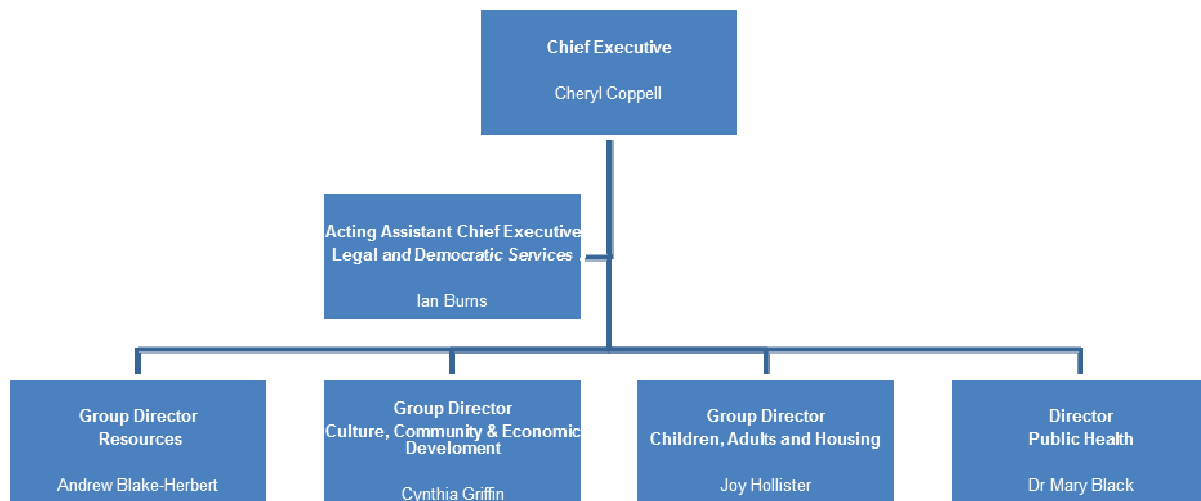 Chief Executive
Cheryl Coppell
Acting Assistant Chief Executive
Legal and Democratic Services .
Ian Burns
Group Director
Resources
Andrew Blake-Herbert
Group Director
Culture, Community & Economic
Develoment
Cynthia Griffin
Group Director
Children, Adults and Housing
Joy Hollister
Director
Public Health
Dr Mary Black